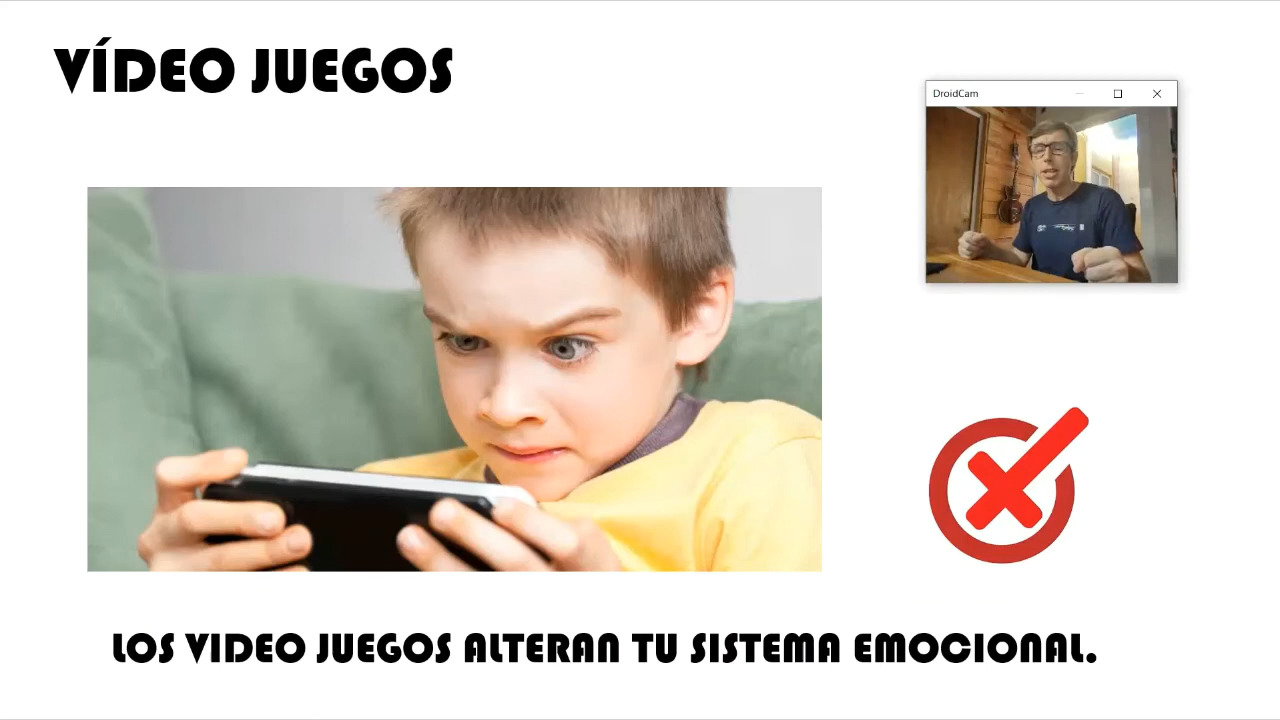 VÍDEO JUEGOS
DroidCam
LOS VIDEO JUEGOS ALTERAN TU SISTEMA EMOCIONAL.